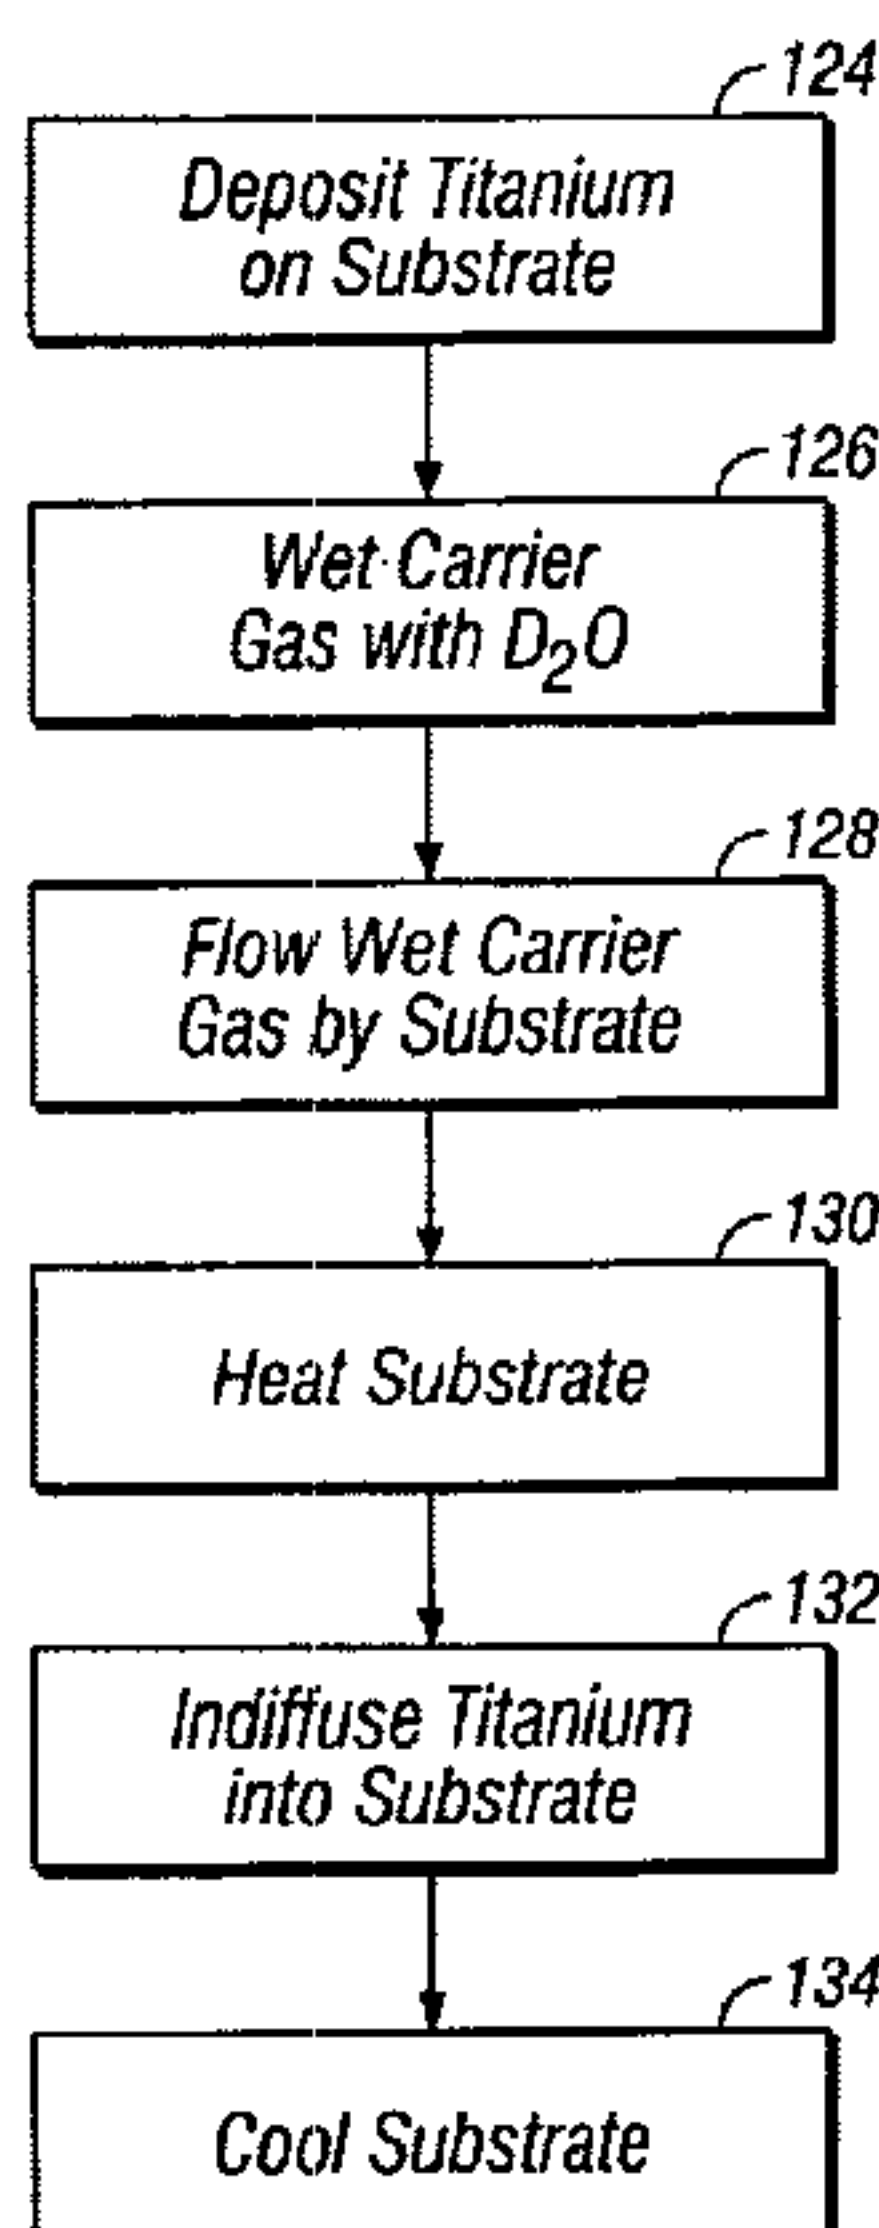 124
Deposit Titanium
on Substrate
126
Wet Carrier
Gas with D₂O
128
Flow Wet Carrier
Gas by Substrate
130
Heat Substrate
132
Indiffuse Titanium
into Substrate
134
Cool Substrate